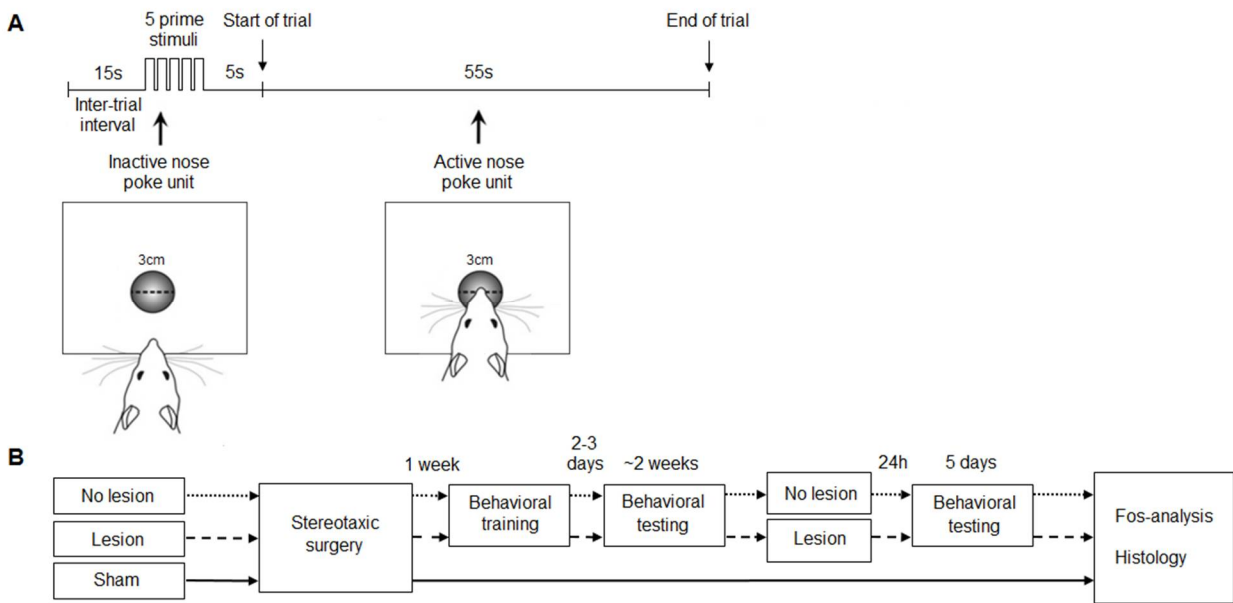 A
5 prime
stimuli
Start of trial
End of trial
15s
5s
55s
Inter-trial
interval
Inactive nose
poke unit
Active nose
poke unit
3cm
3cm
B
No lesion
Lesion
Sham
Stereotaxic
surgery
1 week
Behavioral
training
2-3
days
~2 weeks
Behavioral
testing
No lesion
Lesion
24h
5 days
Behavioral
testing
Fos-analysis
Histology